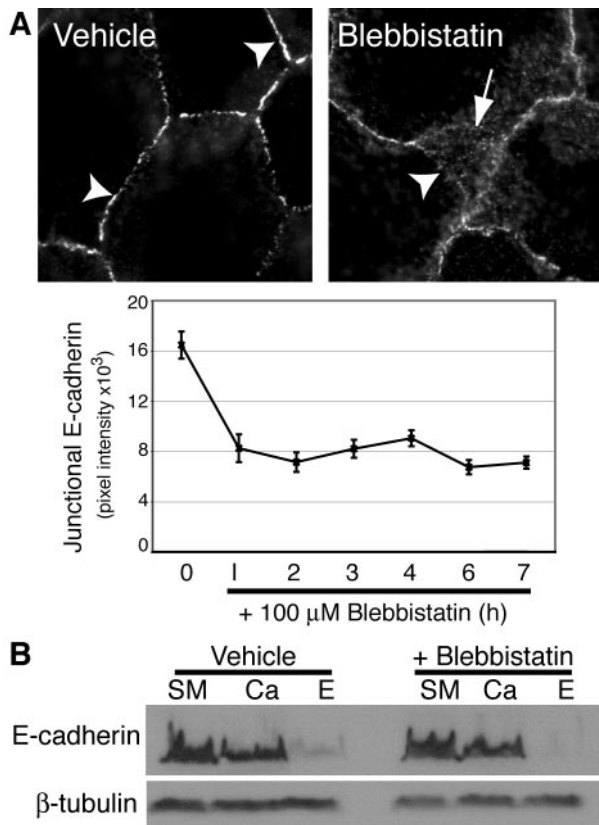 A
Vehicle
Blebbistatin
Junctional E-cadherin
(pixel intensity x10³)
20
16
12
8
4
0
0 1 2 3 4 6 7
+ 100 μM Blebbistatin (h)
B
Vehicle + Blebbistatin
SM Ca E SM Ca E
E-cadherin
β-tubulin